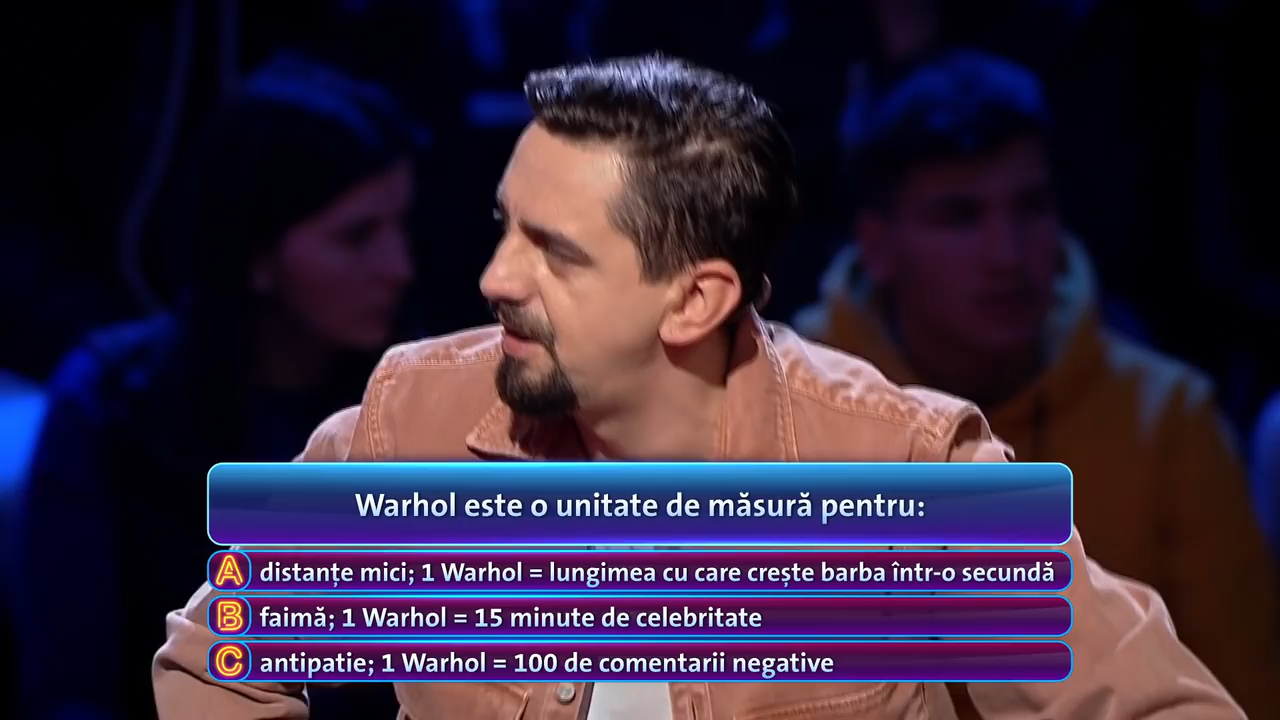 Warhol este o unitate de măsură pentru:
A distanțe mici; 1 Warhol = lungimea cu care crește barba într-o secundă
B faimă; 1 Warhol = 15 minute de celebritate
C antipatie; 1 Warhol = 100 de comentarii negative